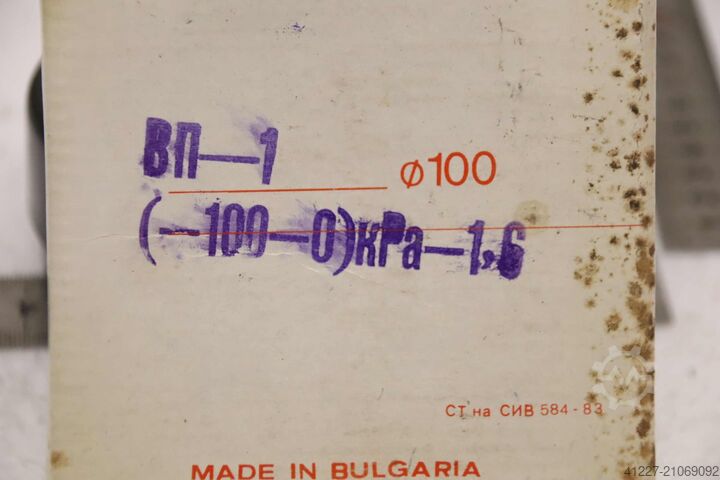 ВП—1
ø100
(—100—0)кРа—1,6
СТ на СИВ 584-83
MADE IN BULGARIA
41227-21069092